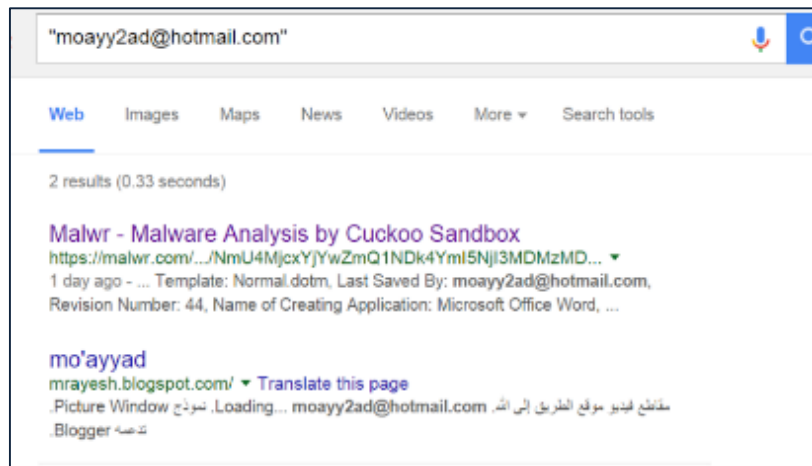 "moayy2ad@hotmail.com"
Web Images Maps News Videos More Search tools
2 results (0.33 seconds)
Malwr - Malware Analysis by Cuckoo Sandbox
https://malwr.com/.../NmU4MjcxYjYwZmQ1NDk4YmI5NjI3MDMzMD...
1 day ago - ... Template: Normal.dotm, Last Saved By: moayy2ad@hotmail.com,
Revision Number: 44, Name of Creating Application: Microsoft Office Word, ...
mo'ayyad
mrayesh.blogspot.com/ Translate this page
مقاطع فيديو موقع الطريق إلى الله. moayy2ad@hotmail.com ...Loading. نموذج Picture Window.
تدعمه Blogger.